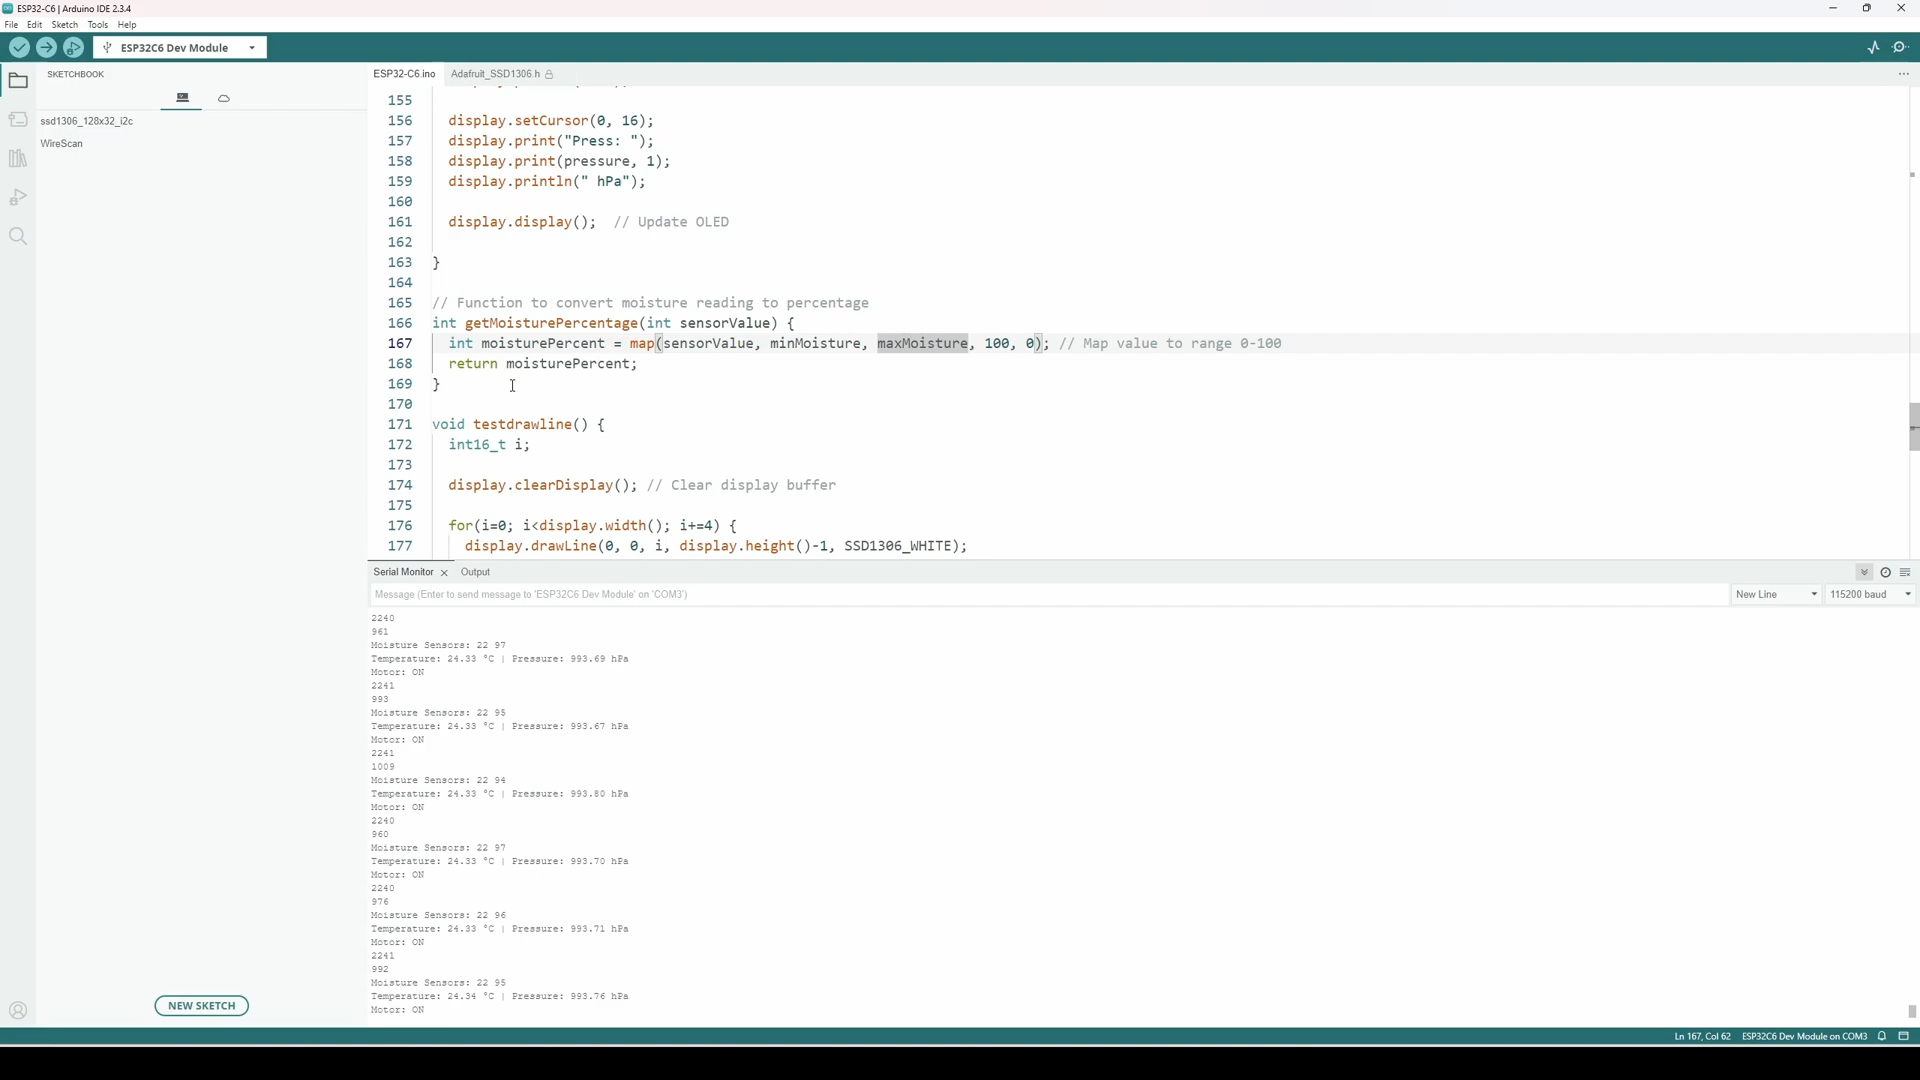 ESP32-C6 | Arduino IDE 2.3.4
File Edit Sketch Tools Help
ESP32C6 Dev Module
SKETCHBOOK
ssd1306_128x32_i2c
WireScan
NEW SKETCH
ESP32-C6.ino Adafruit_SSD1306.h
155
156 display.setCursor(0, 16);
157 display.print("Press: ");
158 display.print(pressure, 1);
159 display.println(" hPa");
160
161 display.display(); // Update OLED
162
163 }
164
165 // Function to convert moisture reading to percentage
166 int getMoisturePercentage(int sensorValue) {
167 int moisturePercent = map(sensorValue, minMoisture, maxMoisture, 100, 0); // Map value to range 0-100
168 return moisturePercent;
169 }
170
171 void testdrawline() {
172 int16_t i;
173
174 display.clearDisplay(); // Clear display buffer
175
176 for(i=0; i<display.width(); i+=4) {
177 display.drawLine(0, 0, i, display.height()-1, SSD1306_WHITE);
Serial Monitor Output
Message (Enter to send message to 'ESP32C6 Dev Module' on 'COM3') New Line 115200 baud
2240
961
Moisture Sensors: 22 97
Temperature: 24.33 °C | Pressure: 993.69 hPa
Motor: ON
2241
993
Moisture Sensors: 22 95
Temperature: 24.33 °C | Pressure: 993.67 hPa
Motor: ON
2241
1009
Moisture Sensors: 22 94
Temperature: 24.33 °C | Pressure: 993.80 hPa
Motor: ON
2240
960
Moisture Sensors: 22 97
Temperature: 24.33 °C | Pressure: 993.70 hPa
Motor: ON
2240
976
Moisture Sensors: 22 96
Temperature: 24.33 °C | Pressure: 993.71 hPa
Motor: ON
2241
992
Moisture Sensors: 22 95
Temperature: 24.34 °C | Pressure: 993.76 hPa
Motor: ON
Ln 167, Col 62 ESP32C6 Dev Module on COM3